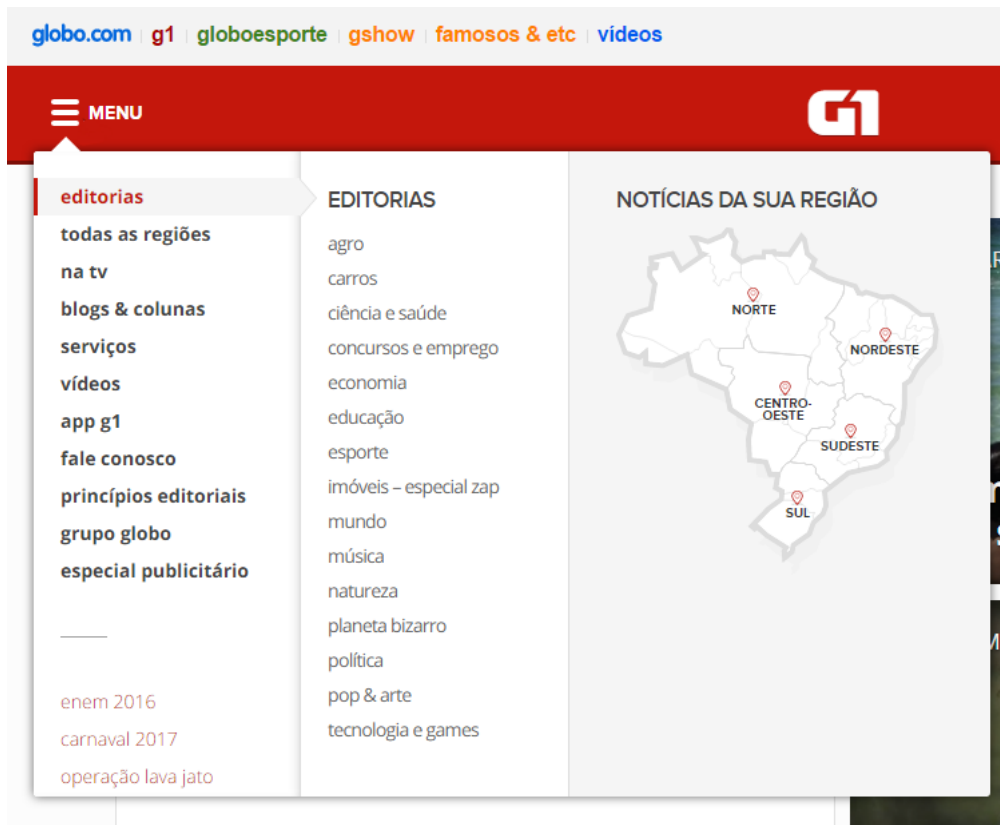 globo.com g1 globoesporte gshow famosos & etc vídeos
MENU
G1
editorias
todas as regiões
na tv
blogs & colunas
serviços
vídeos
app g1
fale conosco
princípios editoriais
grupo globo
especial publicitário
enem 2016
carnaval 2017
operação lava jato
EDITORIAS
agro
carros
ciência e saúde
concursos e emprego
economia
educação
esporte
imóveis – especial zap
mundo
música
natureza
planeta bizarro
política
pop & arte
tecnologia e games
NOTÍCIAS DA SUA REGIÃO
NORTE
NORDESTE
CENTRO-
OESTE
SUDESTE
SUL